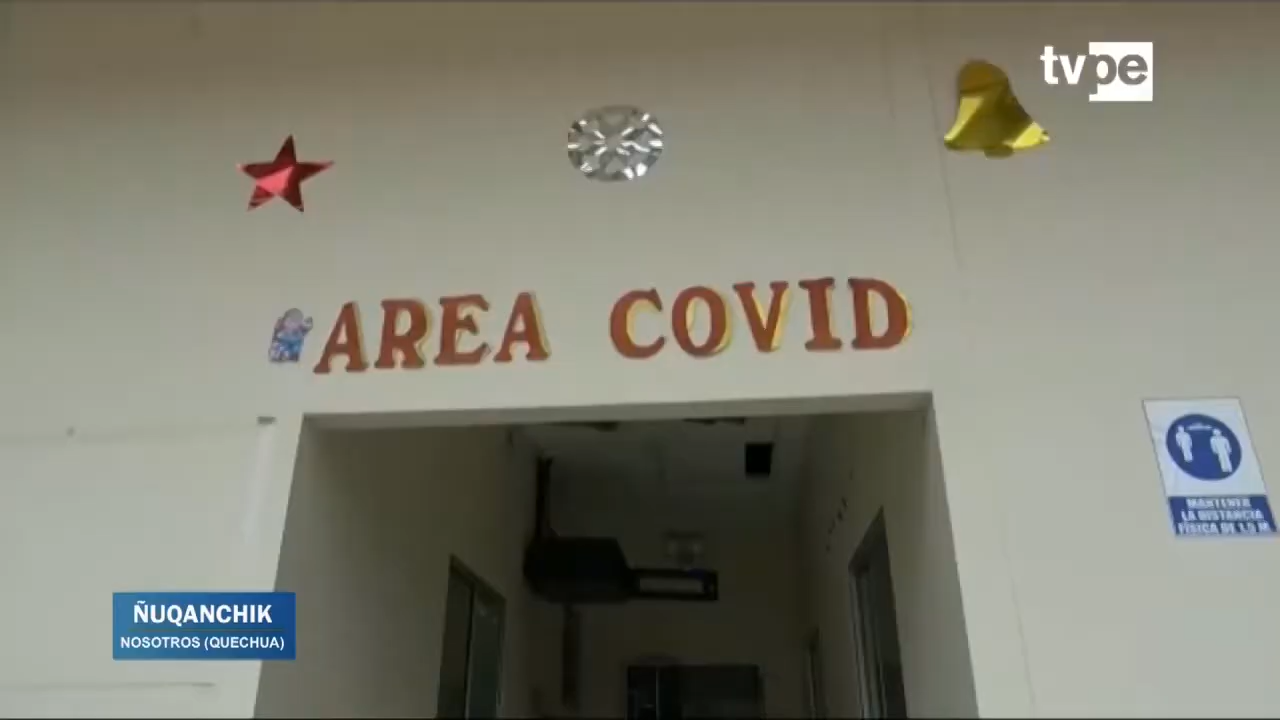 tvpe
AREA COVID
MANTENER
LA DISTANCIA
FÍSICA DE 1.5 M
ÑUQANCHIK
NOSOTROS (QUECHUA)